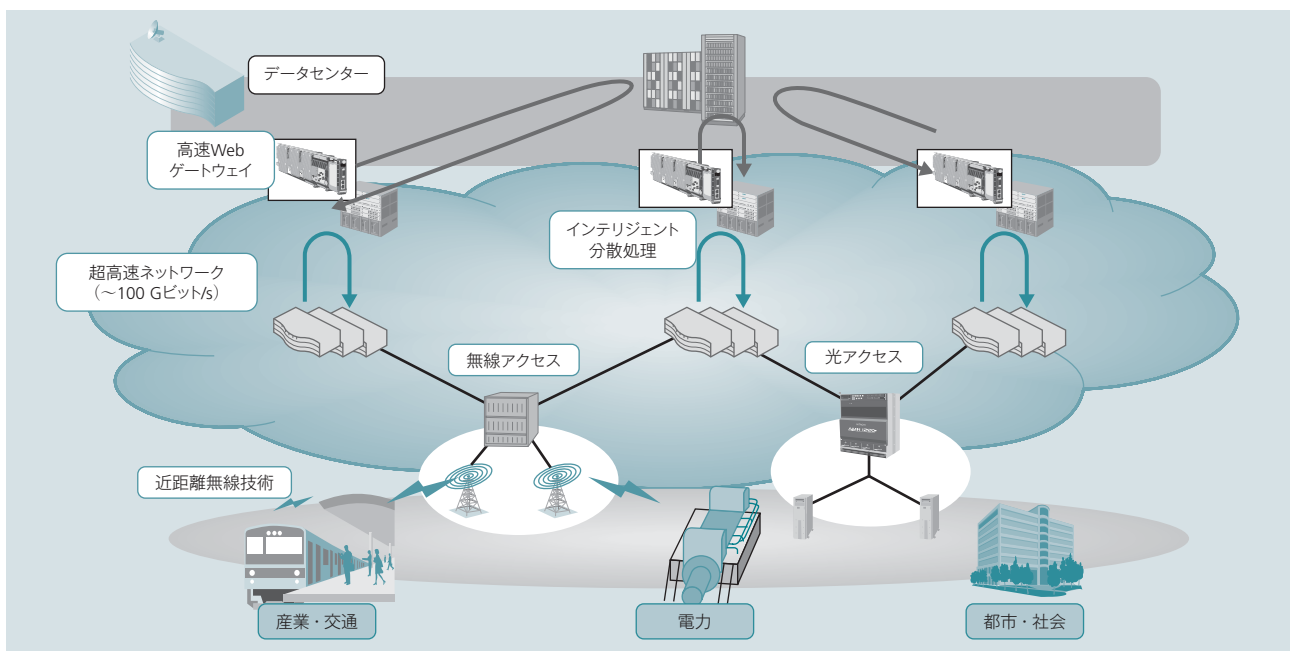 データセンター
高速Web
ゲートウェイ
インテリジェント
分散処理
超高速ネットワーク
(～100 Gビット/s)
無線アクセス
光アクセス
近距離無線技術
産業・交通
電力
都市・社会